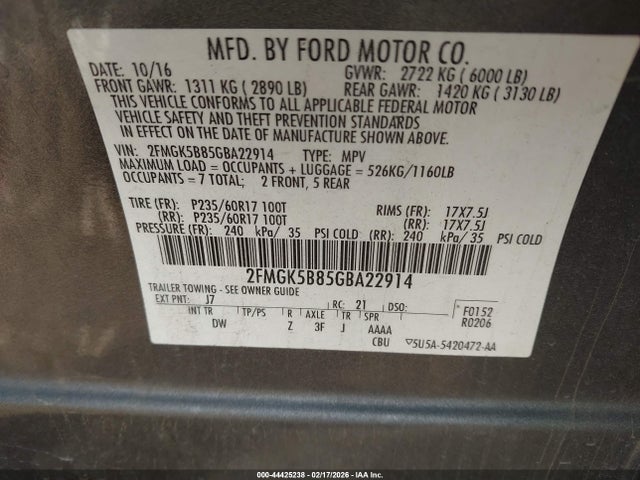 MFD. BY FORD MOTOR CO.
DATE: 10/16 GVWR: 2722 KG ( 6000 LB)
FRONT GAWR: 1311 KG ( 2890 LB) REAR GAWR: 1420 KG ( 3130 LB)
THIS VEHICLE CONFORMS TO ALL APPLICABLE FEDERAL MOTOR
VEHICLE SAFETY AND THEFT PREVENTION STANDARDS
IN EFFECT ON THE DATE OF MANUFACTURE SHOWN ABOVE.
VIN: 2FMGK5B85GBA22914 TYPE: MPV
MAXIMUM LOAD = OCCUPANTS + LUGGAGE = 526KG/1160LB
OCCUPANTS = 7 TOTAL; 2 FRONT, 5 REAR
TIRE (FR): P235/60R17 100T RIMS (FR): 17X7.5J
(RR): P235/60R17 100T (RR): 17X7.5J
PRESSURE (FR): 240 kPa/ 35 PSI COLD (RR): 240 kPa/ 35 PSI COLD
2FMGK5B85GBA22914
TRAILER TOWING - SEE OWNER GUIDE
EXT PNT: J7 RC: 21 DSO: F0152
INT TR TP/PS R AXLE TR SPR R0206
DW Z 3F J AAAA
CBU ▽5U5A-5420472-AA
000-44425238 - 02/17/2026 - IAA Inc.